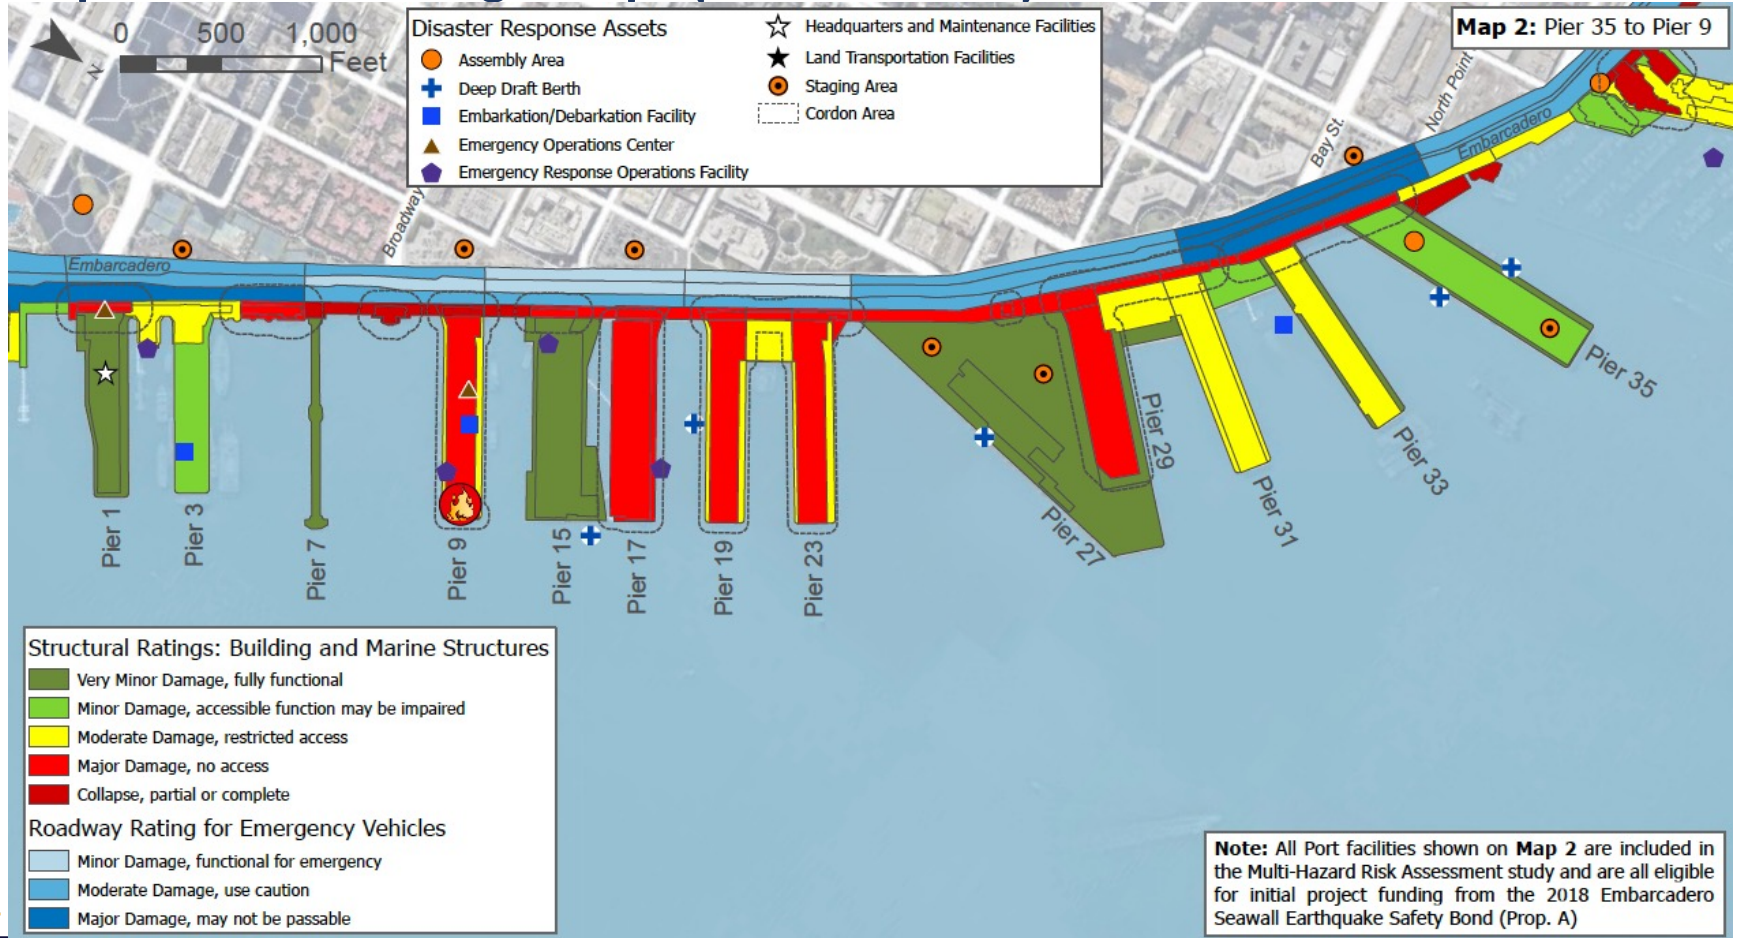 Map 2: Pier 35 to Pier 9
0 500 1,000
Feet
N
Disaster Response Assets
Assembly Area
Deep Draft Berth
Embarkation/Debarkation Facility
Emergency Operations Center
Emergency Response Operations Facility
Headquarters and Maintenance Facilities
Land Transportation Facilities
Staging Area
Cordon Area
Broadway
Bay St.
North Point
Embarcadero
Embarcadero
Pier 1
Pier 3
Pier 7
Pier 9
Pier 15
Pier 17
Pier 19
Pier 23
Pier 27
Pier 29
Pier 31
Pier 33
Pier 35
Structural Ratings: Building and Marine Structures
Very Minor Damage, fully functional
Minor Damage, accessible function may be impaired
Moderate Damage, restricted access
Major Damage, no access
Collapse, partial or complete
Roadway Rating for Emergency Vehicles
Minor Damage, functional for emergency
Moderate Damage, use caution
Major Damage, may not be passable
Note: All Port facilities shown on Map 2 are included in
the Multi-Hazard Risk Assessment study and are all eligible
for initial project funding from the 2018 Embarcadero
Seawall Earthquake Safety Bond (Prop. A)